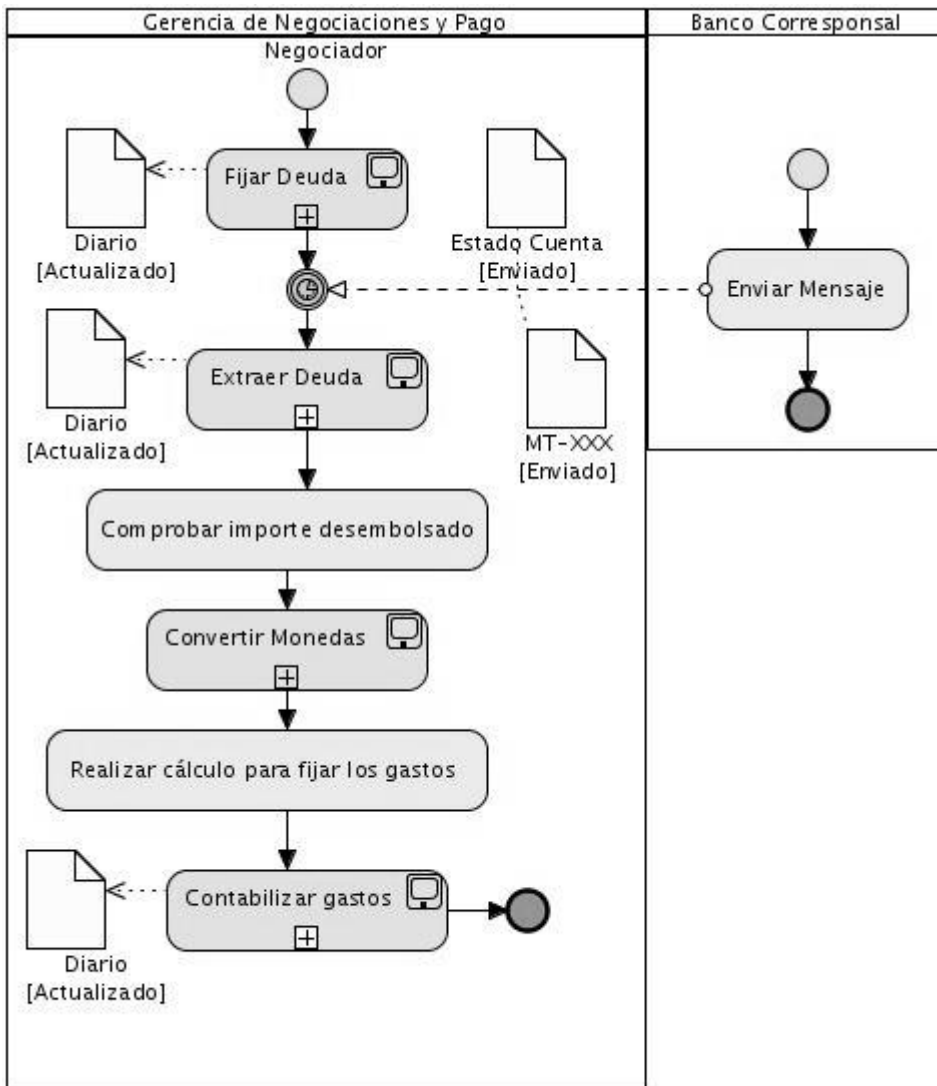 Gerencia de Negociaciones y Pago
Banco Corresponsal
Negociador
Fijar Deuda
Diario
[Actualizado]
Estado Cuenta
[Enviado]
Enviar Mensaje
Extraer Deuda
Diario
[Actualizado]
MT-XXX
[Enviado]
Comprobar importe desembolsado
Convertir Monedas
Realizar cálculo para fijar los gastos
Contabilizar gastos
Diario
[Actualizado]